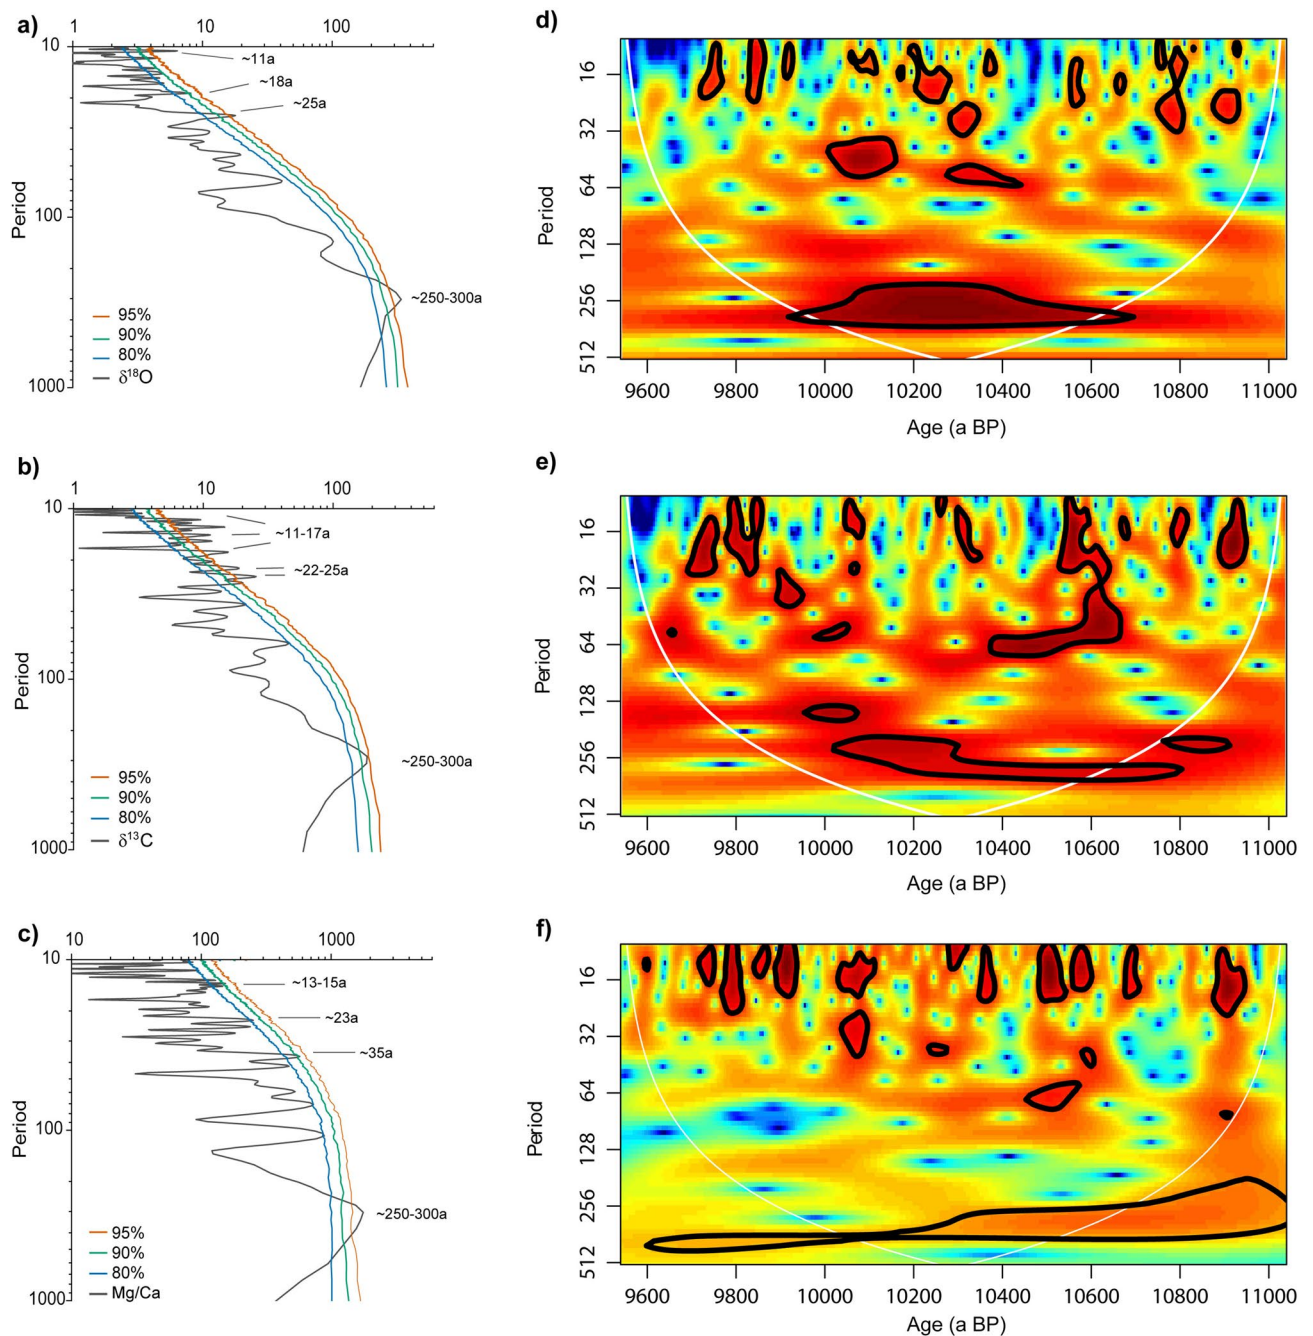 a)
1 10 100
10
~11a
~18a
~25a
Period
100
~250-300a
95%
90%
80%
δ¹⁸O
1000
d)
16
32
64
128
256
512
Period
9600 9800 10000 10200 10400 10600 10800 11000
Age (a BP)
b)
1 10 100
10
~11-17a
~22-25a
Period
100
~250-300a
95%
90%
80%
δ¹³C
1000
e)
16
32
64
128
256
512
Period
9600 9800 10000 10200 10400 10600 10800 11000
Age (a BP)
c)
10 100 1000
10
~13-15a
~23a
~35a
Period
100
~250-300a
95%
90%
80%
Mg/Ca
1000
f)
16
32
64
128
256
512
Period
9600 9800 10000 10200 10400 10600 10800 11000
Age (a BP)